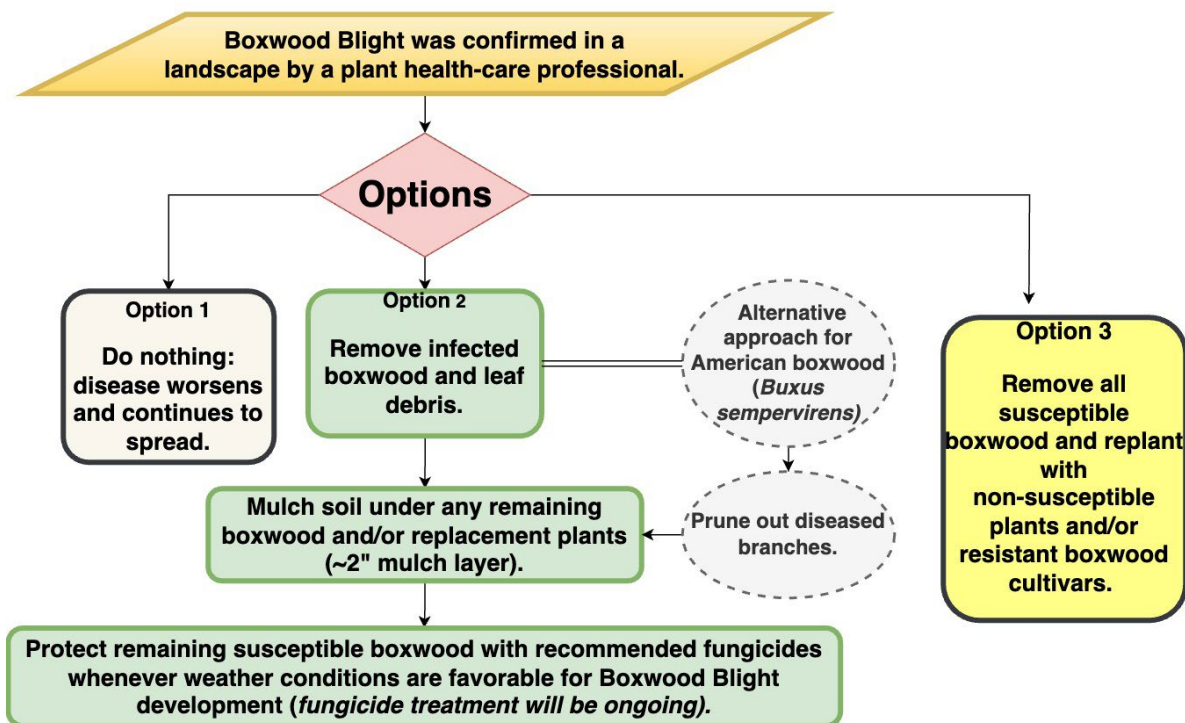 Boxwood Blight was confirmed in a
landscape by a plant health-care professional.
Options
Option 1
Do nothing:
disease worsens
and continues to
spread.
Option 2
Remove infected
boxwood and leaf
debris.
Alternative
approach for
American boxwood
(Buxus
sempervirens)
Option 3
Remove all
susceptible
boxwood and replant
with
non-susceptible
plants and/or
resistant boxwood
cultivars.
Mulch soil under any remaining
boxwood and/or replacement plants
(~2" mulch layer).
Prune out diseased
branches.
Protect remaining susceptible boxwood with recommended fungicides
whenever weather conditions are favorable for Boxwood Blight
development (fungicide treatment will be ongoing).